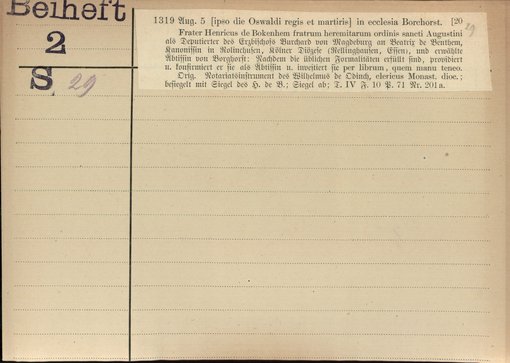 Beiheft
2
S 29
1319 Aug. 5 [ipso die Oswaldi regis et martiris] in ecclesia Borchorst. [20
29
Frater Henricus de Bokenhem fratrum heremitarum ordinis sancti Augustini
als Deputierter des Erzbischofs Burchard von Magdeburg an Beatrix de Benthem,
Kanonissin in Relinchusen, Kölner Diözese (Rellinghausen, Essen), und erwählte
Äbtissin von Borghorst: Nachdem die üblichen Formalitäten erfüllt sind, providiert
u. konfirmiert er sie als Äbtissin u. investiert sie per librum, quem manu teneo.
Orig. Notariatsinstrument des Wilhelmus de Odinch, clericus Monast. dioc.;
besiegelt mit Siegel des H. de B.; Siegel ab; T. IV F. 10 P. 71 Nr. 201a.